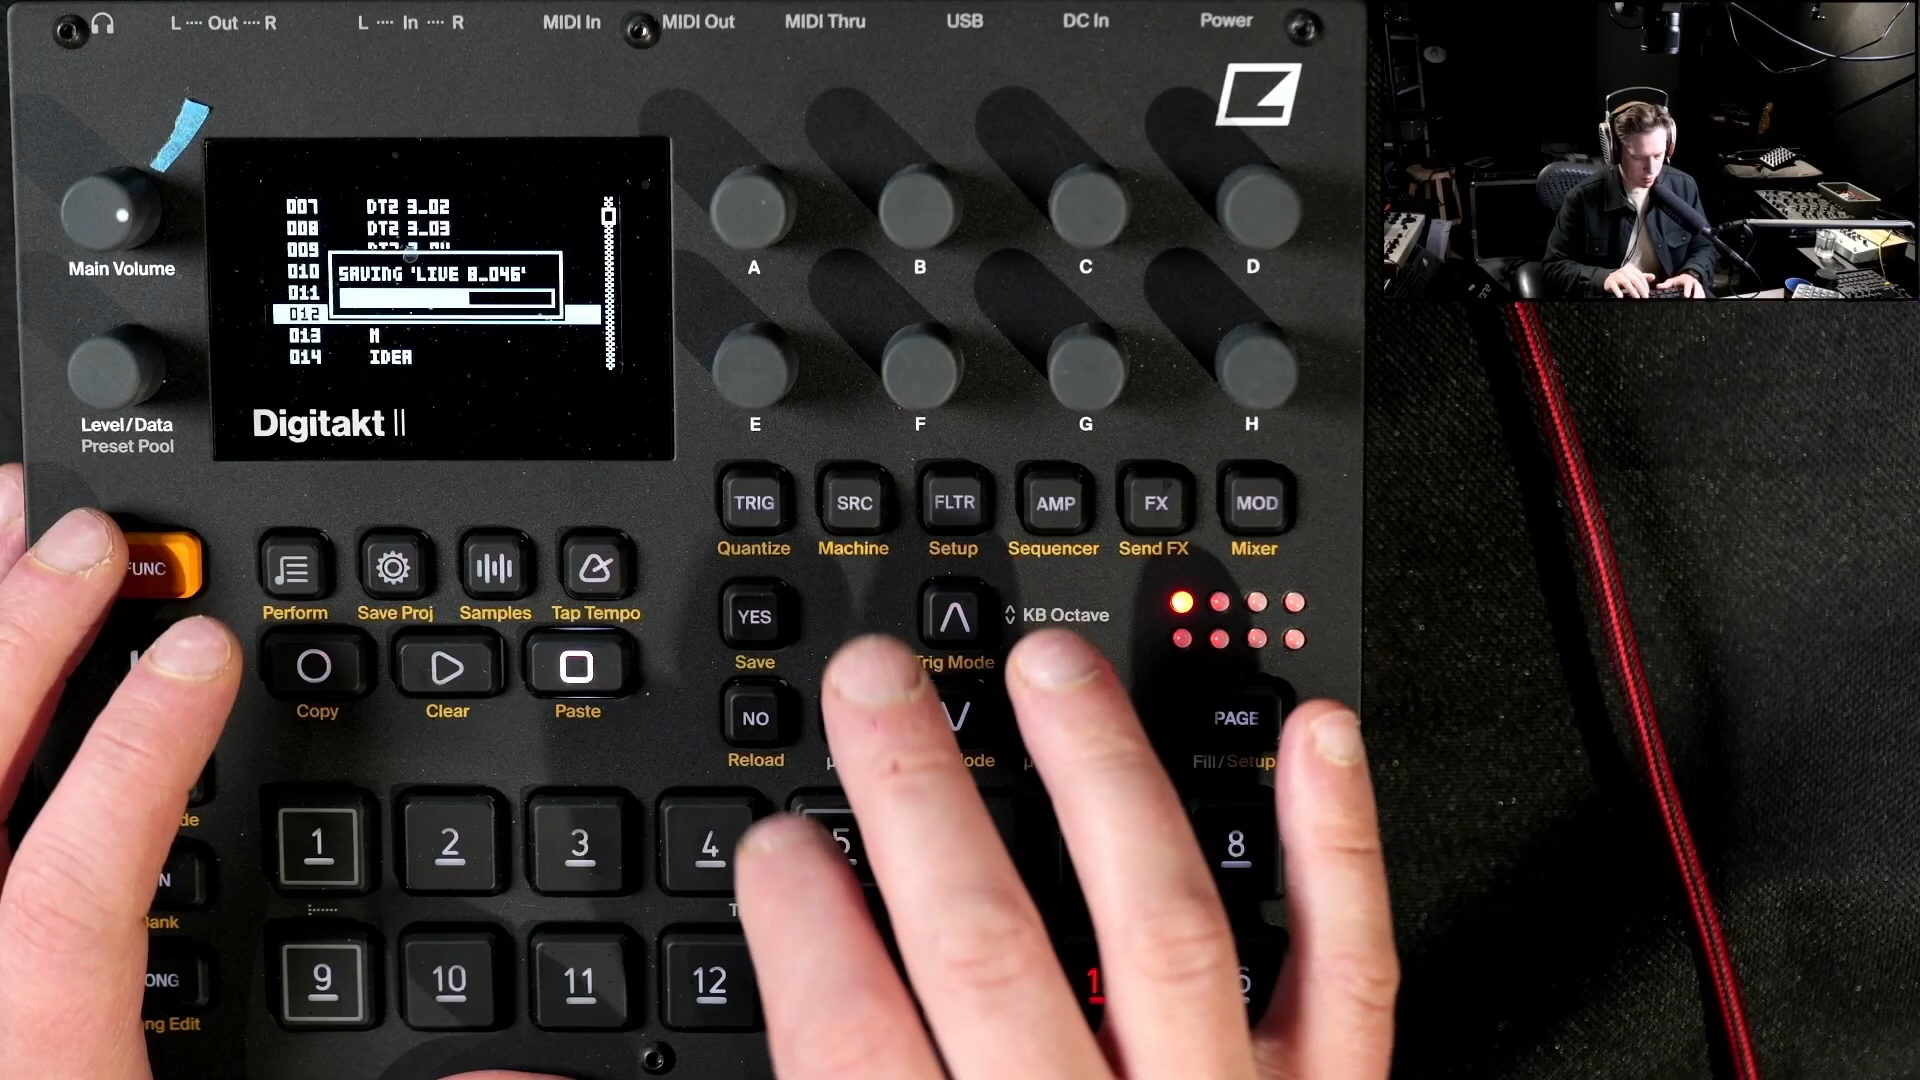 L ···· Out ···· R
L ···· In ···· R
MIDI In
MIDI Out
MIDI Thru
USB
DC In
Power
007 DT2 3_02
008 DT2 3_03
009
010
011
012
013 M
014 IDEA
SAVING 'LIVE 8_046'
Digitakt II
Main Volume
Level/Data
Preset Pool
A
B
C
D
E
F
G
H
TRIG
SRC
FLTR
AMP
FX
MOD
Quantize
Machine
Setup
Sequencer
Send FX
Mixer
FUNC
Perform
Save Proj
Samples
Tap Tempo
YES
KB Octave
Save
Trig Mode
Copy
Clear
Paste
NO
PAGE
Reload
Fill/Setup
1
2
3
4
5
8
9
10
11
12